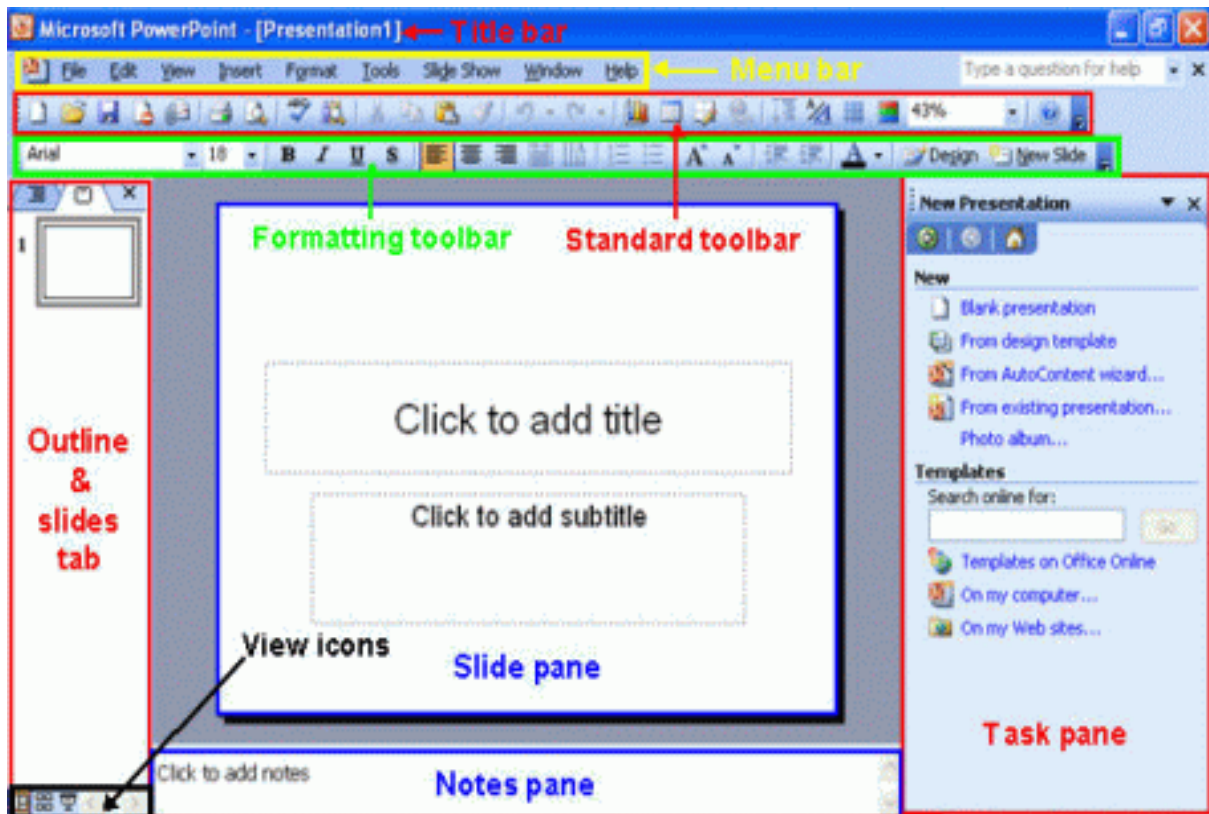 Microsoft PowerPoint - [Presentation1] Title bar
File Edit View Insert Format Tools Slide Show Window Help Menu bar Type a question for help
43%
Arial 18 B I U S A A A Design New Slide
1
Formatting toolbar Standard toolbar
Click to add title
Click to add subtitle
Outline
&
slides
tab
View icons
Slide pane
Click to add notes
Notes pane
New Presentation
New
Blank presentation
From design template
From AutoContent wizard...
From existing presentation...
Photo album...
Templates
Search online for:
Go
Templates on Office Online
On my computer...
On my Web sites...
Task pane